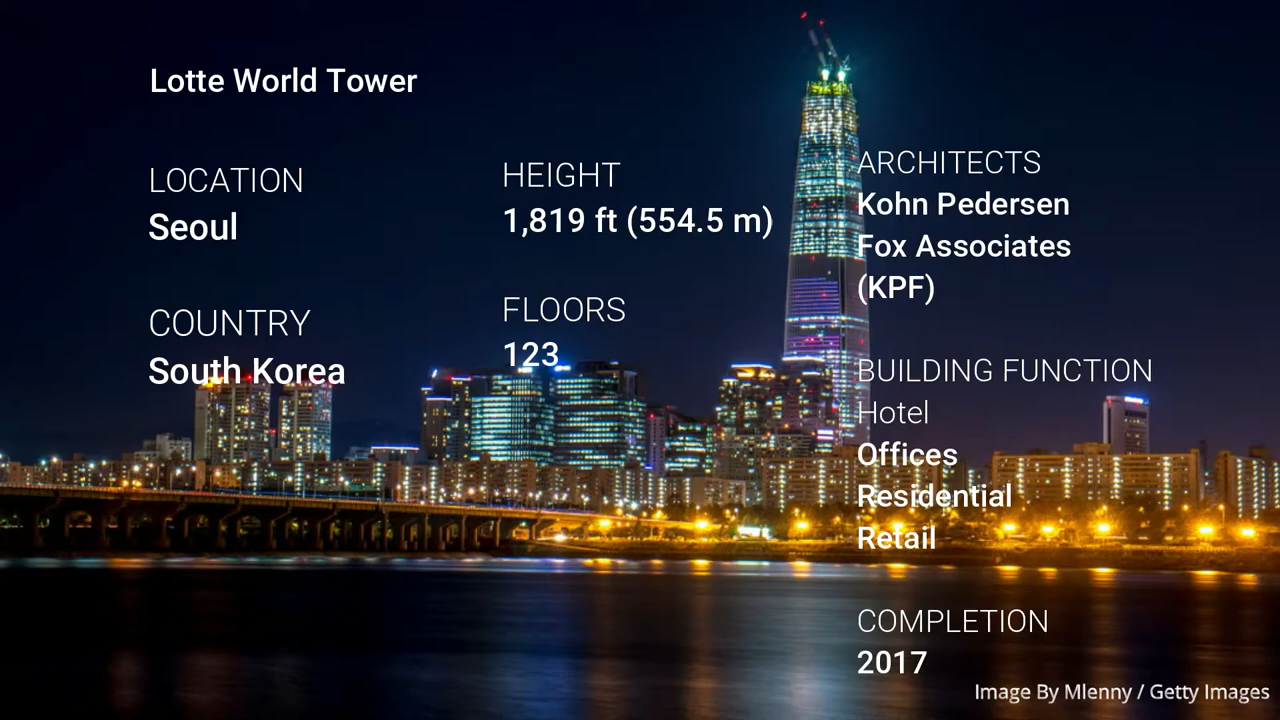 Lotte World Tower
LOCATION
Seoul
COUNTRY
South Korea
HEIGHT
1,819 ft (554.5 m)
FLOORS
123
ARCHITECTS
Kohn Pedersen
Fox Associates
(KPF)
BUILDING FUNCTION
Hotel
Offices
Residential
Retail
COMPLETION
2017
Image By Mlenny / Getty Images